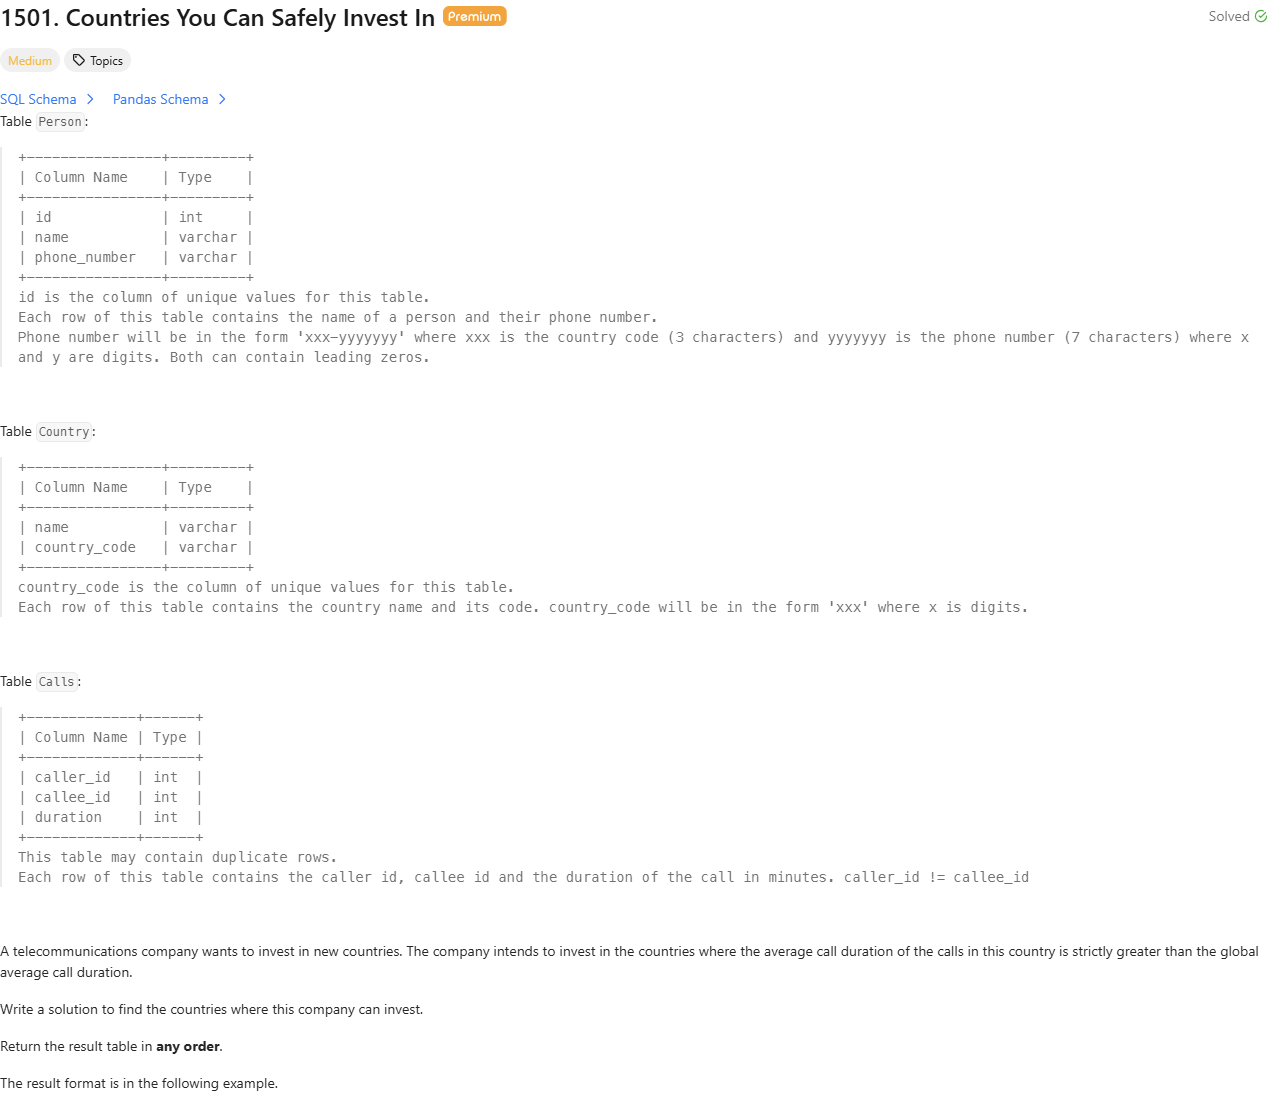 1501. Countries You Can Safely Invest In Premium Solved
Medium Topics
SQL Schema > Pandas Schema >
Table Person:
+----------------+---------+
| Column Name    | Type    |
+----------------+---------+
| id             | int     |
| name           | varchar |
| phone_number   | varchar |
+----------------+---------+
id is the column of unique values for this table.
Each row of this table contains the name of a person and their phone number.
Phone number will be in the form 'xxx-yyyyyyy' where xxx is the country code (3 characters) and yyyyyyy is the phone number (7 characters) where x
and y are digits. Both can contain leading zeros.
Table Country:
+----------------+---------+
| Column Name    | Type    |
+----------------+---------+
| name           | varchar |
| country_code   | varchar |
+----------------+---------+
country_code is the column of unique values for this table.
Each row of this table contains the country name and its code. country_code will be in the form 'xxx' where x is digits.
Table Calls:
+-------------+------+
| Column Name | Type |
+-------------+------+
| caller_id   | int  |
| callee_id   | int  |
| duration    | int  |
+-------------+------+
This table may contain duplicate rows.
Each row of this table contains the caller id, callee id and the duration of the call in minutes. caller_id != callee_id
A telecommunications company wants to invest in new countries. The company intends to invest in the countries where the average call duration of the calls in this country is strictly greater than the global
average call duration.
Write a solution to find the countries where this company can invest.
Return the result table in any order.
The result format is in the following example.